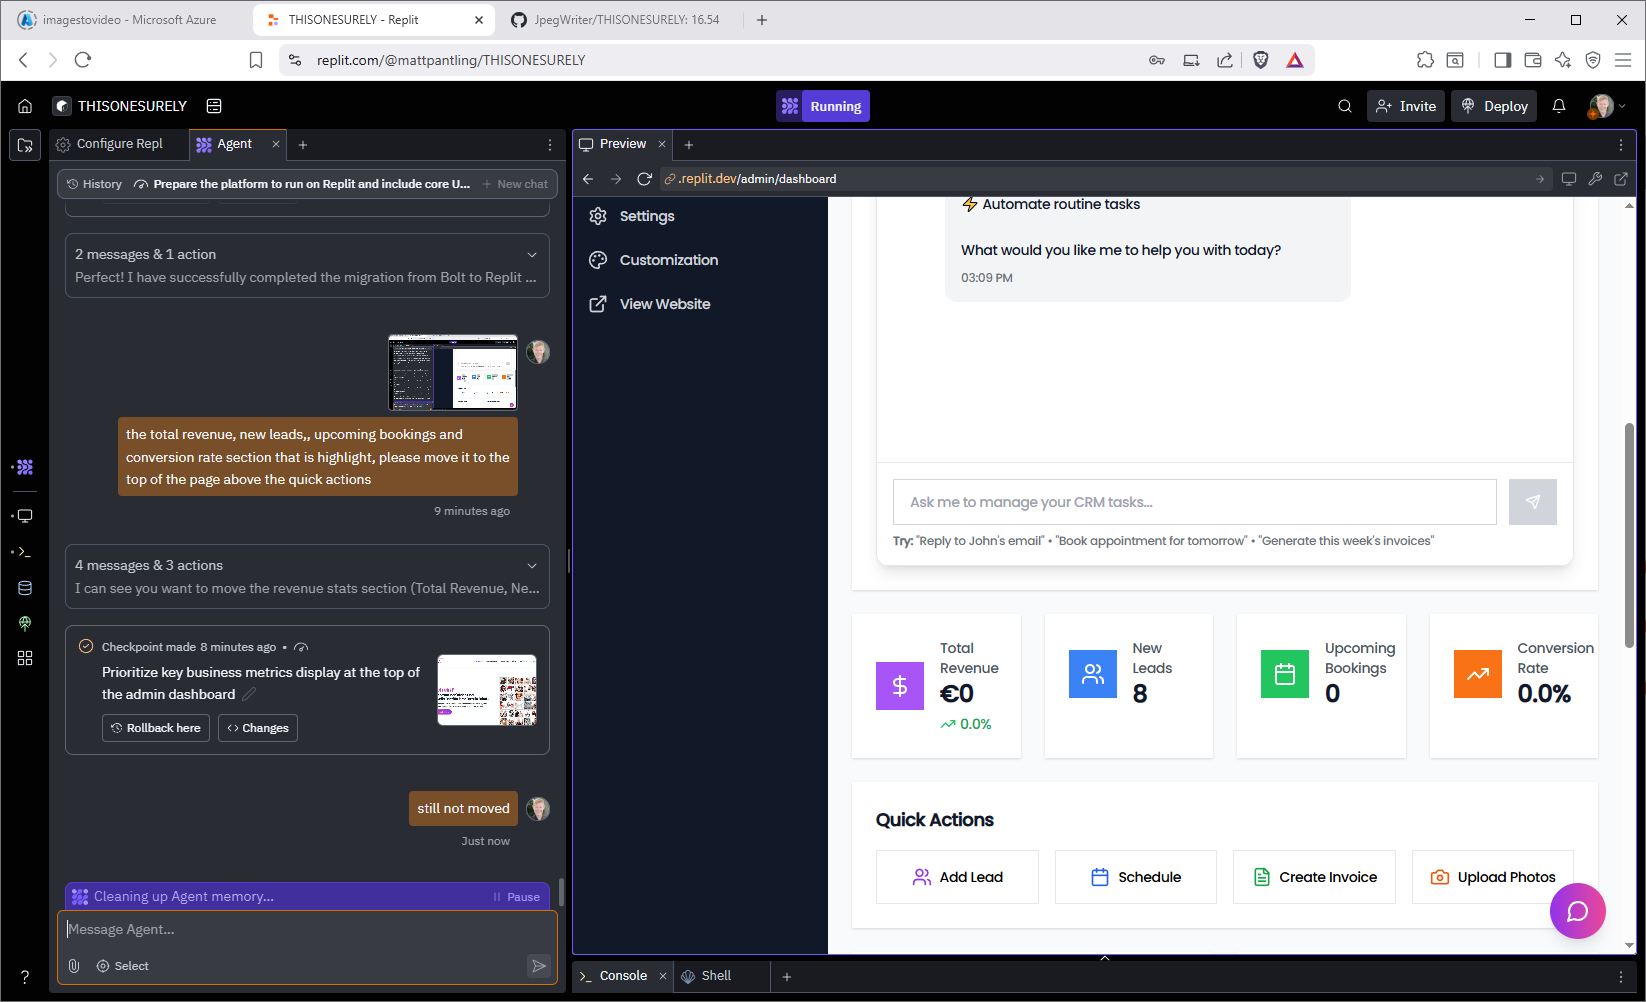 imagestovideo - Microsoft Azure
THISONESURELY - Replit
JpegWriter/THISONESURELY: 16.54
replit.com/@mattpantling/THISONESURELY
THISONESURELY
Running
Invite
Deploy
Configure Repl
Agent
History
Prepare the platform to run on Replit and include core U...
New chat
2 messages & 1 action
Perfect! I have successfully completed the migration from Bolt to Replit ...
the total revenue, new leads,, upcoming bookings and
conversion rate section that is highlight, please move it to the
top of the page above the quick actions
9 minutes ago
4 messages & 3 actions
I can see you want to move the revenue stats section (Total Revenue, Ne...
Checkpoint made 8 minutes ago •
Prioritize key business metrics display at the top of
the admin dashboard
Rollback here
Changes
still not moved
Just now
Cleaning up Agent memory...
Pause
Message Agent...
Select
Preview
.replit.dev/admin/dashboard
Settings
Customization
View Website
⚡ Automate routine tasks
What would you like me to help you with today?
03:09 PM
Ask me to manage your CRM tasks...
Try: "Reply to John's email" • "Book appointment for tomorrow" • "Generate this week's invoices"
Total
Revenue
€0
0.0%
New
Leads
8
Upcoming
Bookings
0
Conversion
Rate
0.0%
Quick Actions
Add Lead
Schedule
Create Invoice
Upload Photos
Console
Shell